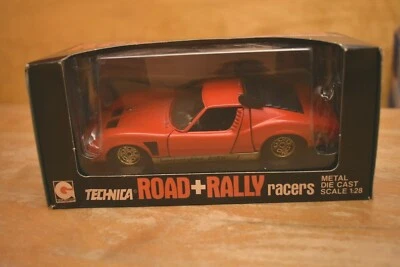 TECHNICA ROAD+RALLY racers
METAL
DIE CAST
SCALE 1:28